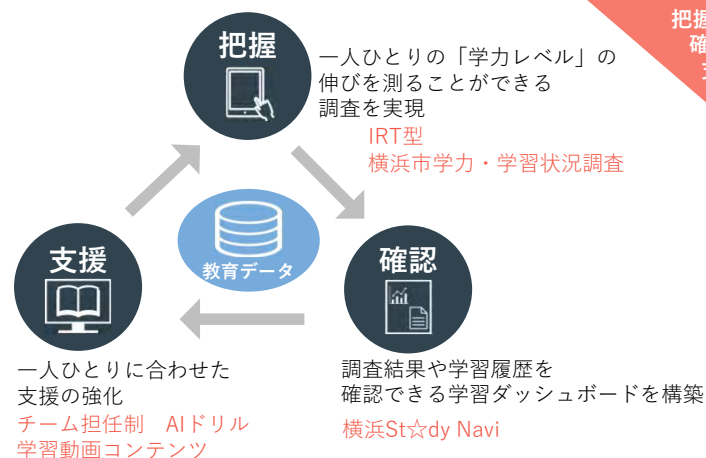 把握
一人ひとりの「学力レベル」の
伸びを測ることができる
調査を実現
IRT型
横浜市学力・学習状況調査
教育データ
確認
調査結果や学習履歴を
確認できる学習ダッシュボードを構築
横浜St☆dy Navi
支援
一人ひとりに合わせた
支援の強化
チーム担任制　AIドリル
学習動画コンテンツ
把握
確